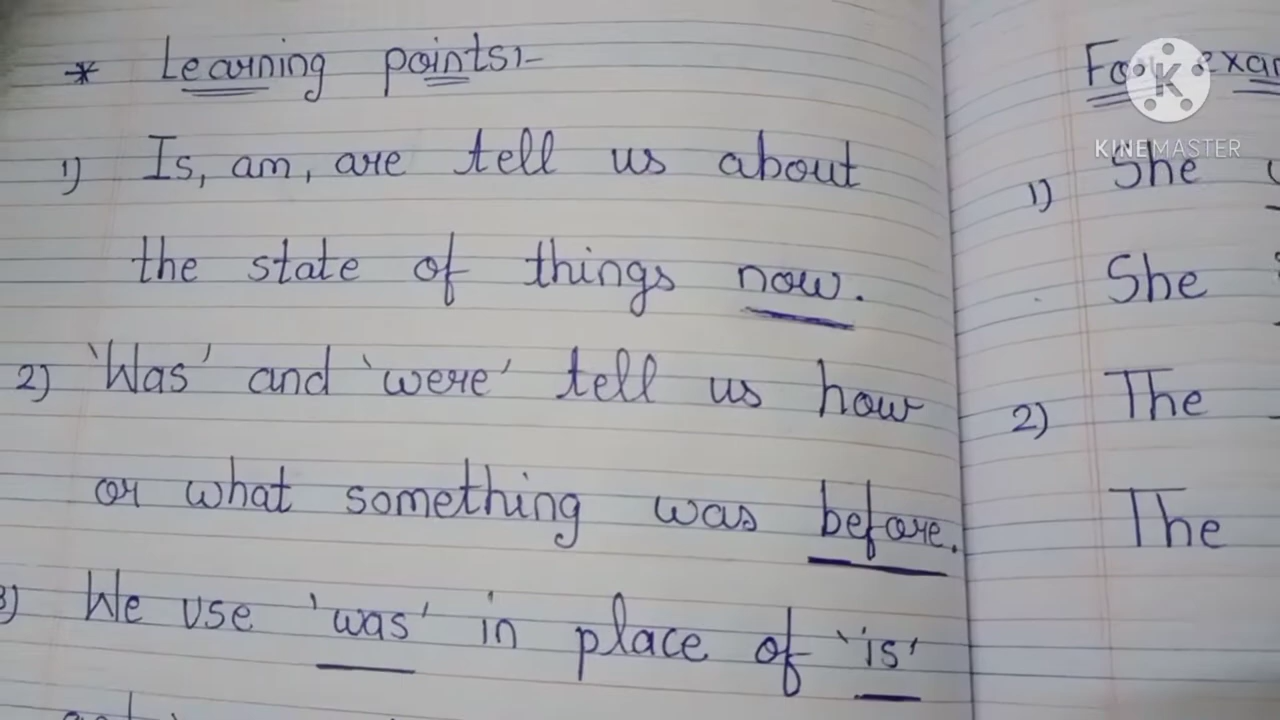 * Learning points:-
1) Is, am, are tell us about
the state of things now.
2) 'Was' and 'were' tell us how
or what something was before.
3) We use 'was' in place of 'is'
For exam
KINEMASTER
1) She
She
2) The
The